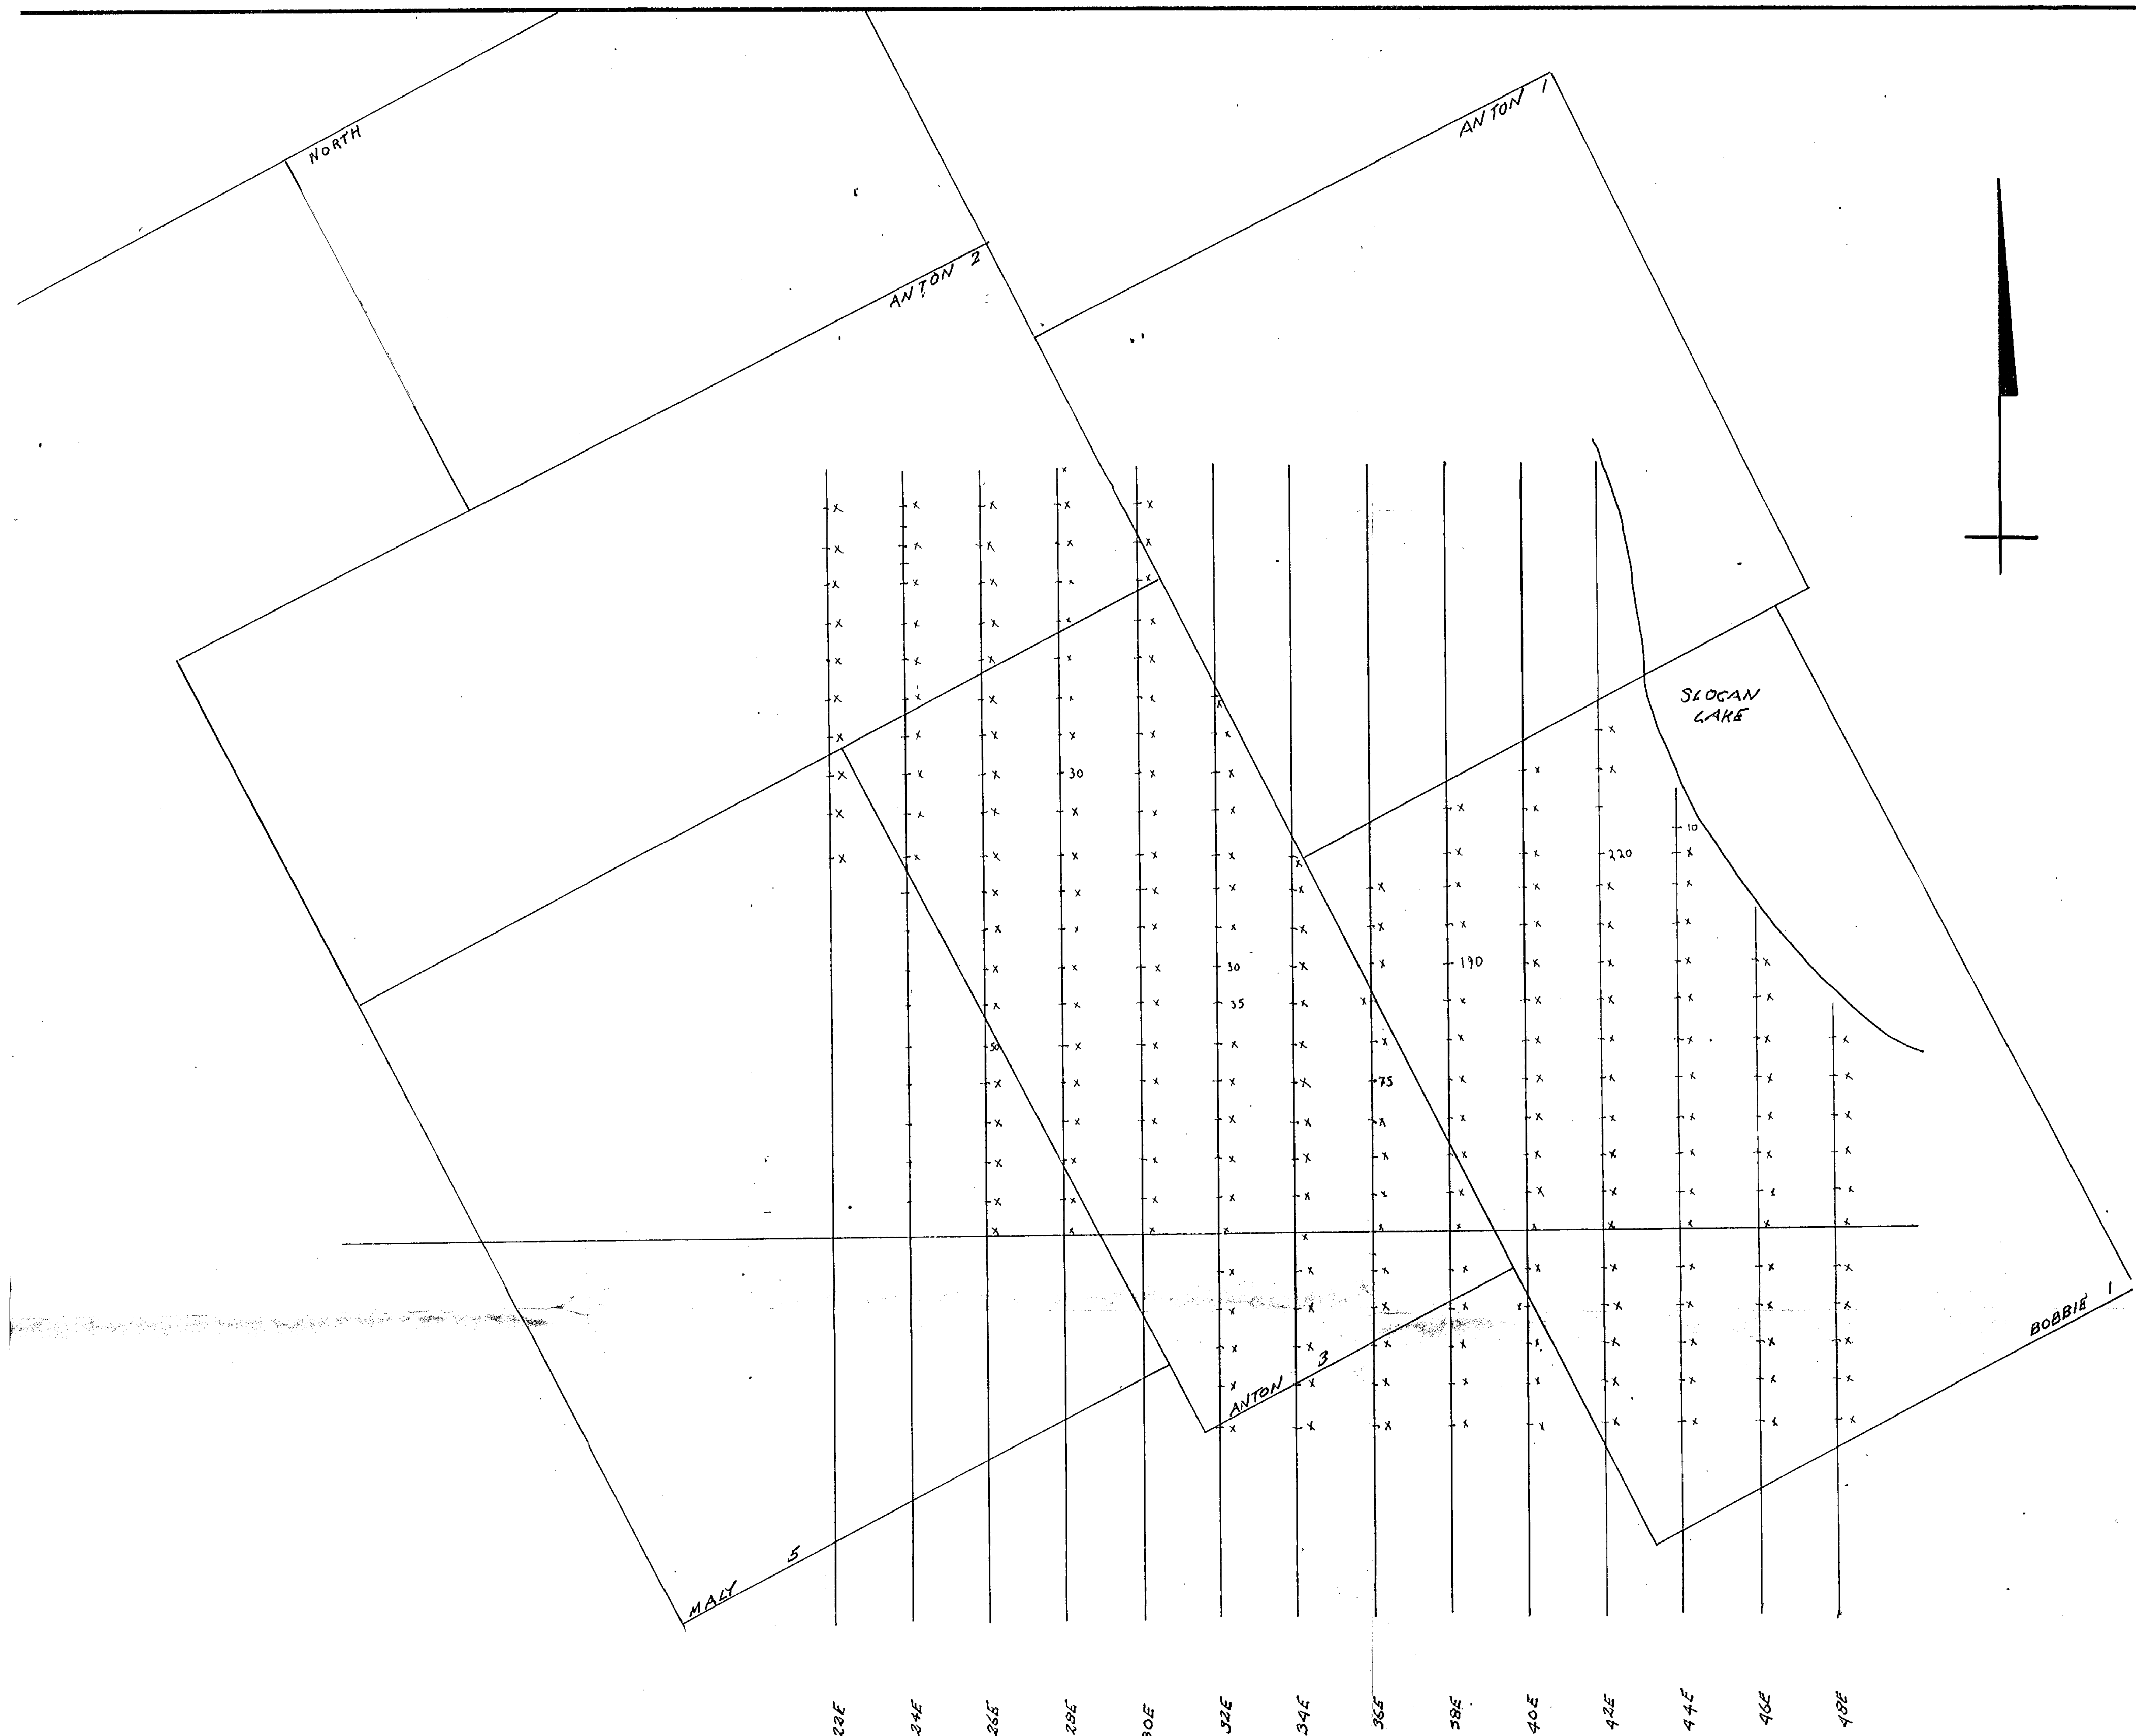 NORTH
ANTON 1
ANTON 2
SLOCAN
LAKE
30
10
220
30
190
35
50
75
BOBBIE 1
ANTON 3
MALY 5
22E
24E
26E
28E
30E
32E
34E
36E
38E
40E
42E
44E
46E
48E
x x x x x
x x x x x
x x x x x
x x x x x
x x x x x
x x x x x x
x x x x x x